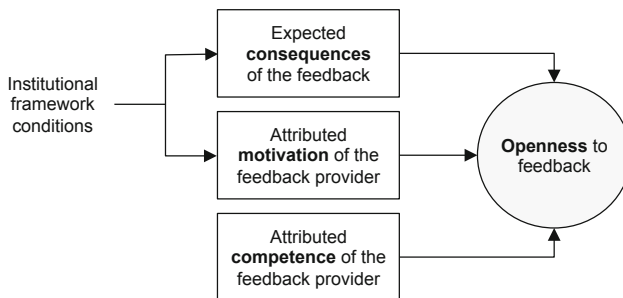 Expected
consequences
of the feedback
Institutional
framework
conditions
Attributed
motivation of the
feedback provider
Openness to
feedback
Attributed
competence of the
feedback provider